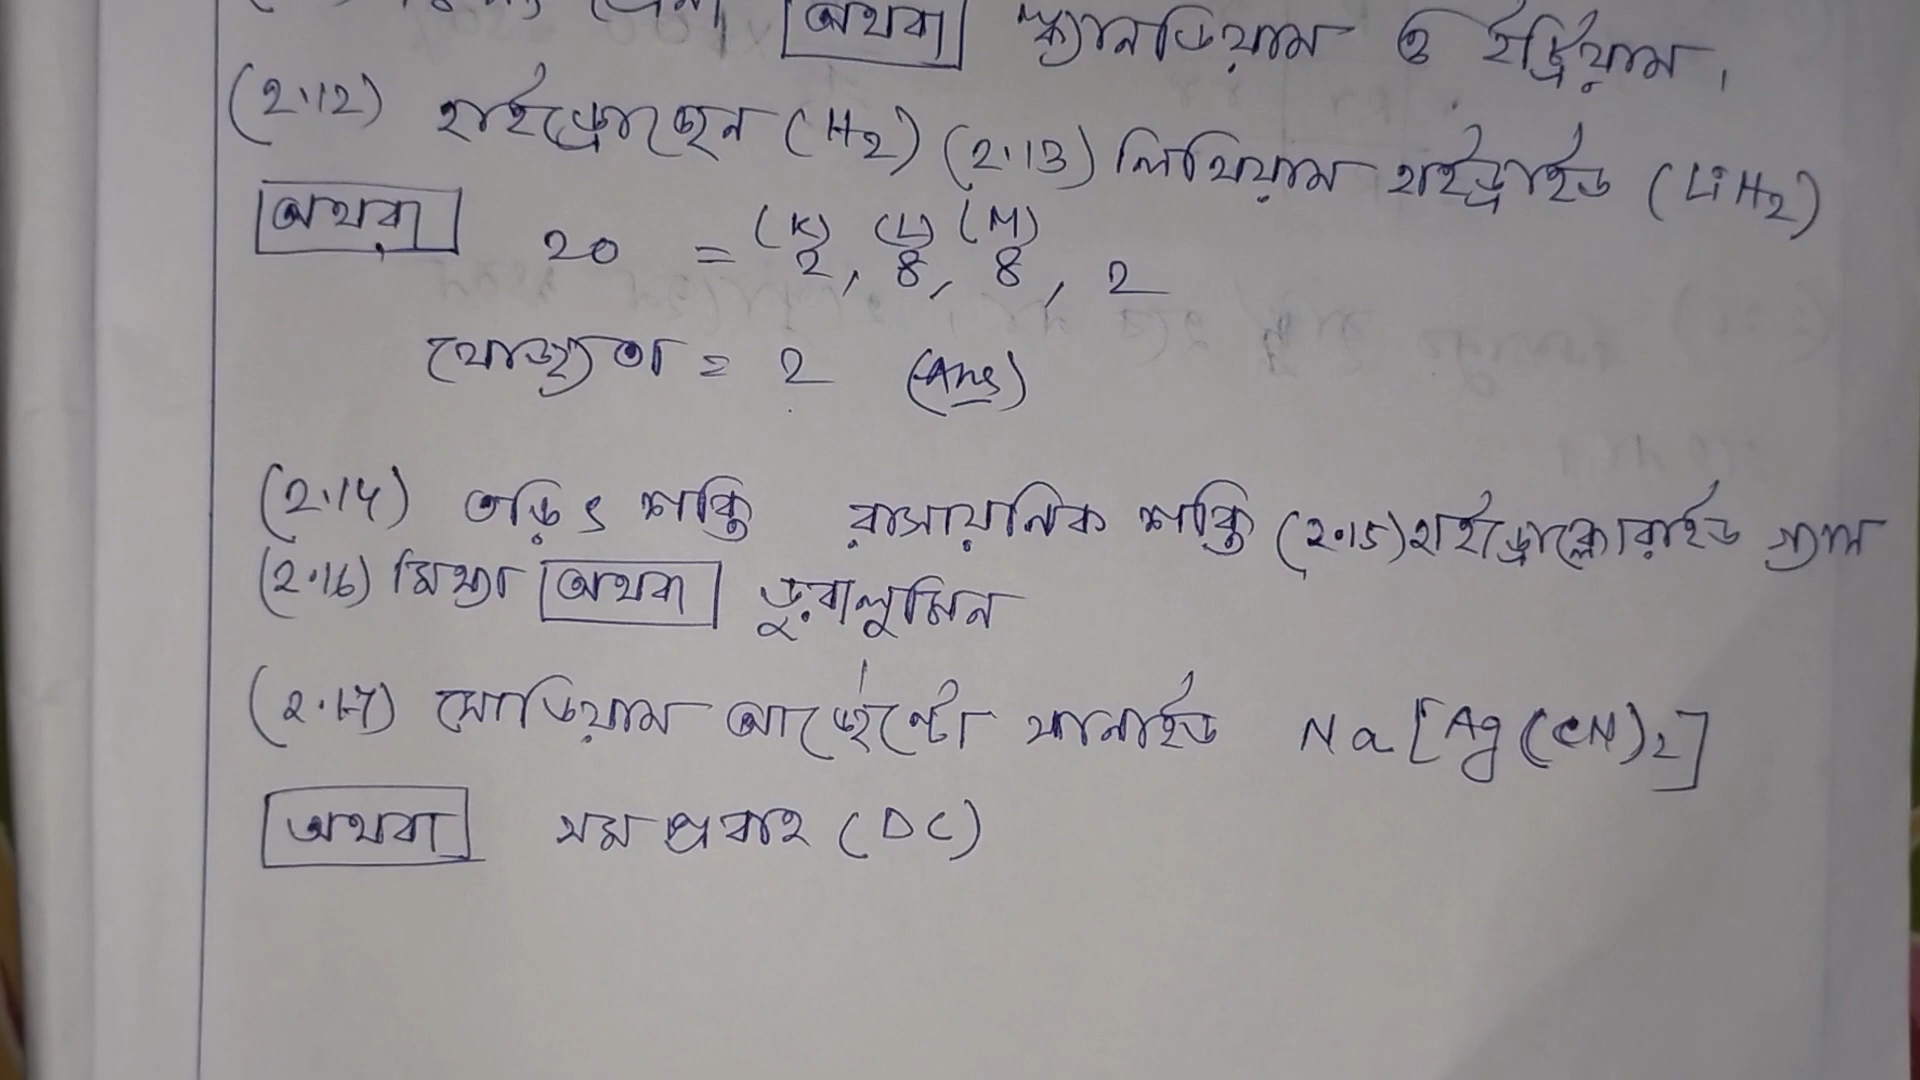 অথবা স্ক্যানডিয়াম ও ইট্রিয়াম।
(2.12) হাইড্রোজেন (H2) (2.13) লিথিয়াম হাইড্রাইড (LiH2)
অথবা 20 = (K) 2, (L) 8, (M) 8, 2
যোজ্যতা = 2 (Ans)
(2.14) তড়িৎ শক্তি রাসায়নিক শক্তি (2.15) হাইড্রোক্লোরাইড গ্যাস
(2.16) মিথ্যা অথবা ডুরালুমিন
(2.17) সোডিয়াম আর্জেন্টো সায়ানাইড Na[Ag(CN)2]
অথবা সমপ্রবাহ (DC)